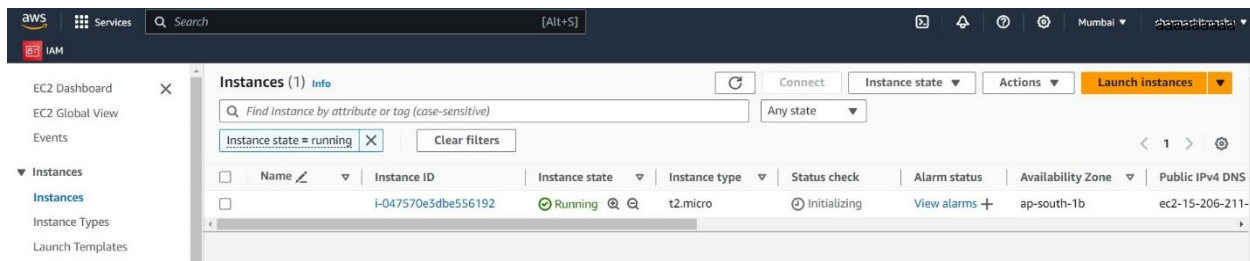 aws Services Search [Alt+S] Mumbai
IAM
EC2 Dashboard
EC2 Global View
Events
Instances
Instances
Instance Types
Launch Templates
Instances (1) Info Connect Instance state Actions Launch instances
Find Instance by attribute or tag (case-sensitive) Any state
Instance state = running Clear filters 1
Name Instance ID Instance state Instance type Status check Alarm status Availability Zone Public IPv4 DNS
i-047570e3dbe556192 Running t2.micro Initializing View alarms + ap-south-1b ec2-15-206-211-